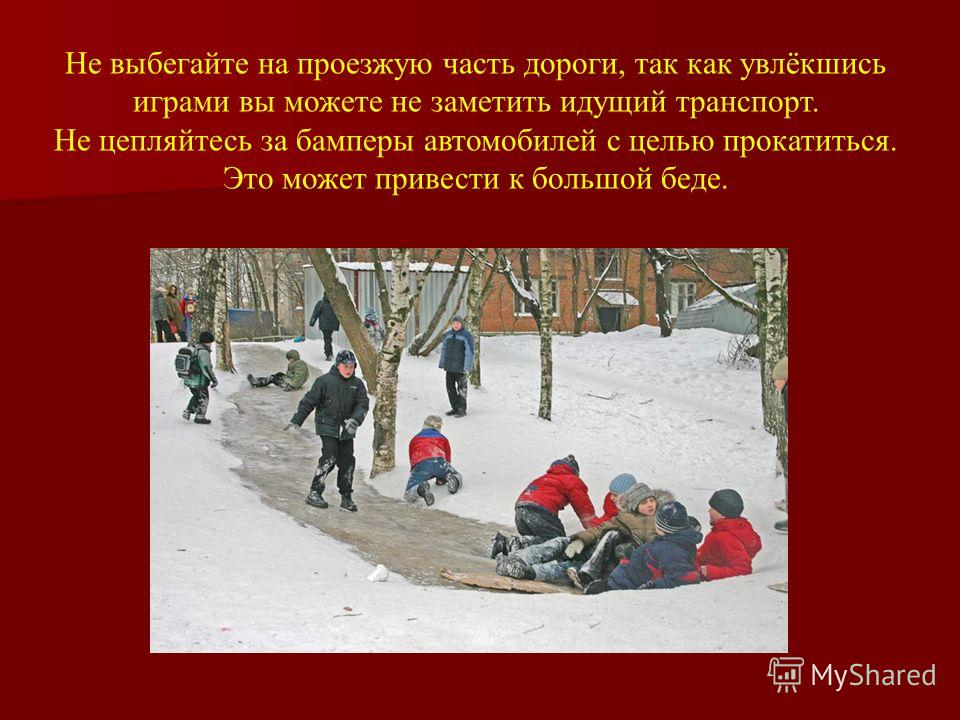 Не выбегайте на проезжую часть дороги, так как увлёкшись
играми вы можете не заметить идущий транспорт.
Не цепляйтесь за бамперы автомобилей с целью прокатиться.
Это может привести к большой беде.
MyShared